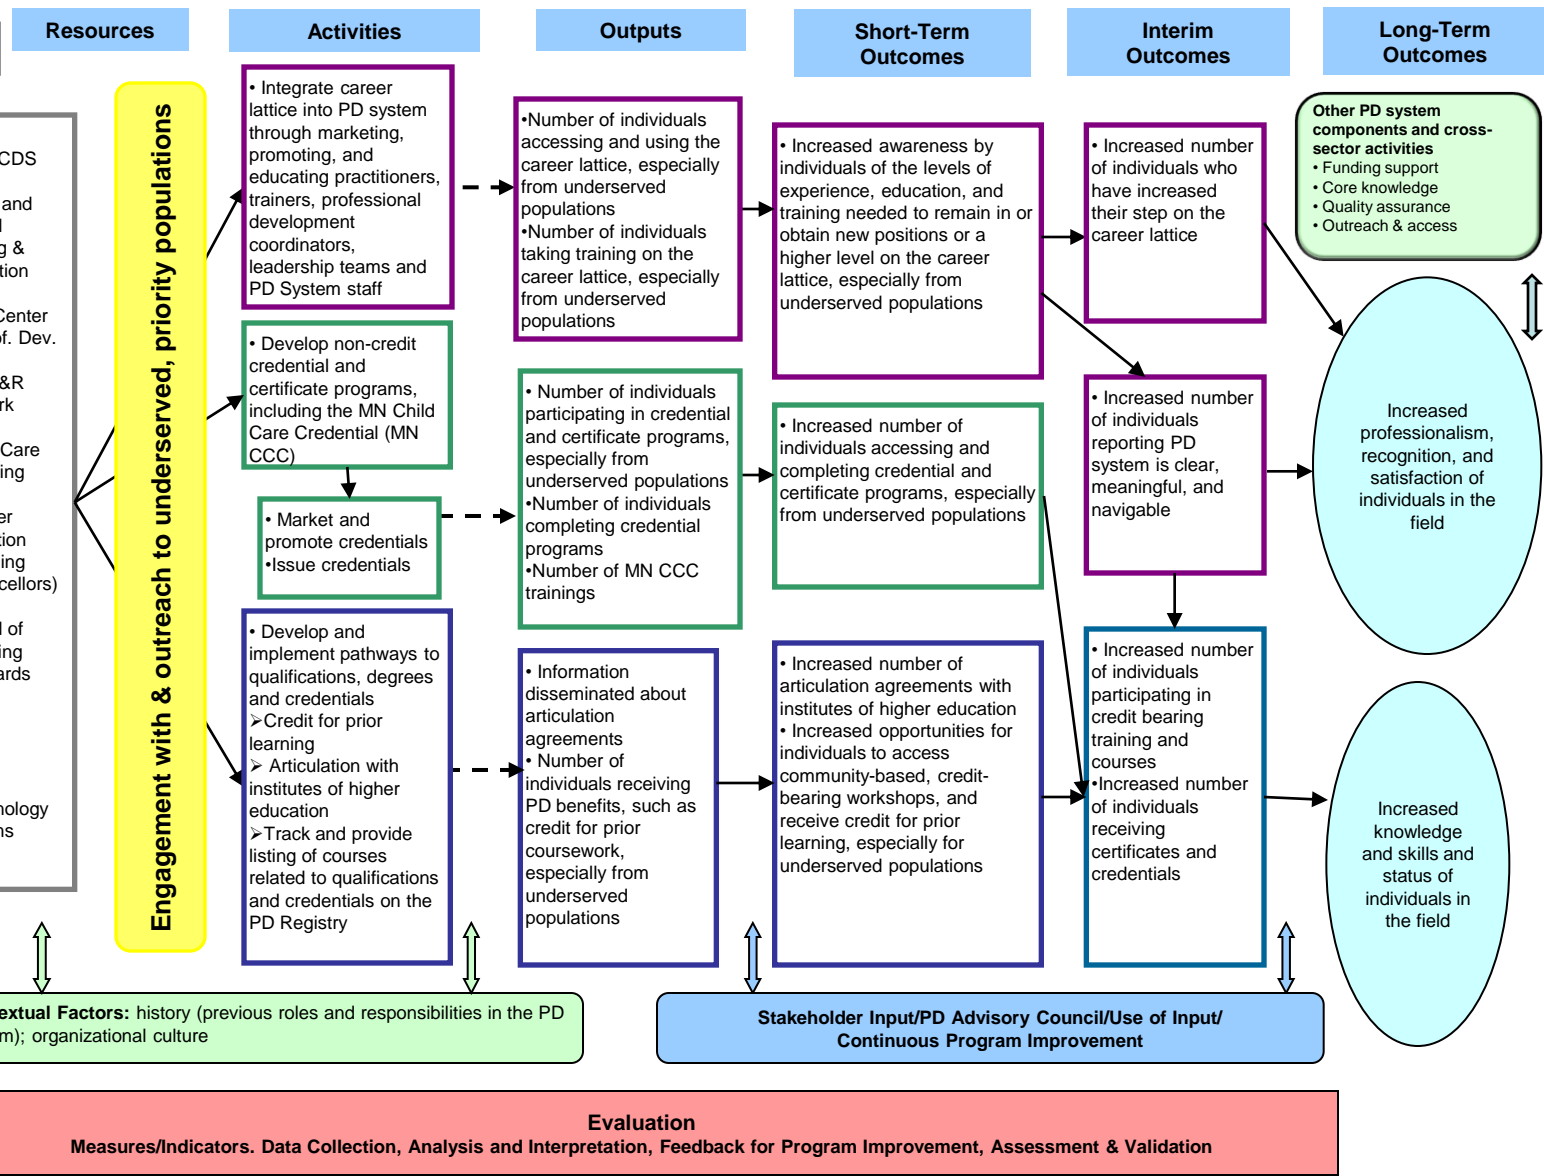 Resources
Activities
Outputs
Short-Term
Outcomes
Interim
Outcomes
Long-Term
Outcomes
CDS
and
g &
tion
Center
of. Dev.
&R
rk
Care
ing
er
tion
ing
cellors)
l of
ing
ards
nology
ns
Engagement with & outreach to underserved, priority populations
• Integrate career
lattice into PD system
through marketing,
promoting, and
educating practitioners,
trainers, professional
development
coordinators,
leadership teams and
PD System staff
• Develop non-credit
credential and
certificate programs,
including the MN Child
Care Credential (MN
CCC)
• Market and
promote credentials
•Issue credentials
• Develop and
implement pathways to
qualifications, degrees
and credentials
➢Credit for prior
learning
➢ Articulation with
institutes of higher
education
➢Track and provide
listing of courses
related to qualifications
and credentials on the
PD Registry
•Number of individuals
accessing and using the
career lattice, especially
from underserved
populations
•Number of individuals
taking training on the
career lattice, especially
from underserved
populations
• Number of individuals
participating in credential
and certificate programs,
especially from
underserved populations
•Number of individuals
completing credential
programs
•Number of MN CCC
trainings
• Information
disseminated about
articulation
agreements
• Number of
individuals receiving
PD benefits, such as
credit for prior
coursework,
especially from
underserved
populations
• Increased awareness by
individuals of the levels of
experience, education, and
training needed to remain in or
obtain new positions or a
higher level on the career
lattice, especially from
underserved populations
• Increased number of
individuals accessing and
completing credential and
certificate programs, especially
from underserved populations
• Increased number of
articulation agreements with
institutes of higher education
• Increased opportunities for
individuals to access
community-based, credit-
bearing workshops, and
receive credit for prior
learning, especially for
underserved populations
• Increased number
of individuals who
have increased
their step on the
career lattice
• Increased number
of individuals
reporting PD
system is clear,
meaningful, and
navigable
• Increased number
of individuals
participating in
credit bearing
training and
courses
•Increased number
of individuals
receiving
certificates and
credentials
Other PD system
components and cross-
sector activities
• Funding support
• Core knowledge
• Quality assurance
• Outreach & access
Increased
professionalism,
recognition, and
satisfaction of
individuals in the
field
Increased
knowledge
and skills and
status of
individuals in
the field
extual Factors: history (previous roles and responsibilities in the PD
m); organizational culture
Stakeholder Input/PD Advisory Council/Use of Input/
Continuous Program Improvement
Evaluation
Measures/Indicators. Data Collection, Analysis and Interpretation, Feedback for Program Improvement, Assessment & Validation